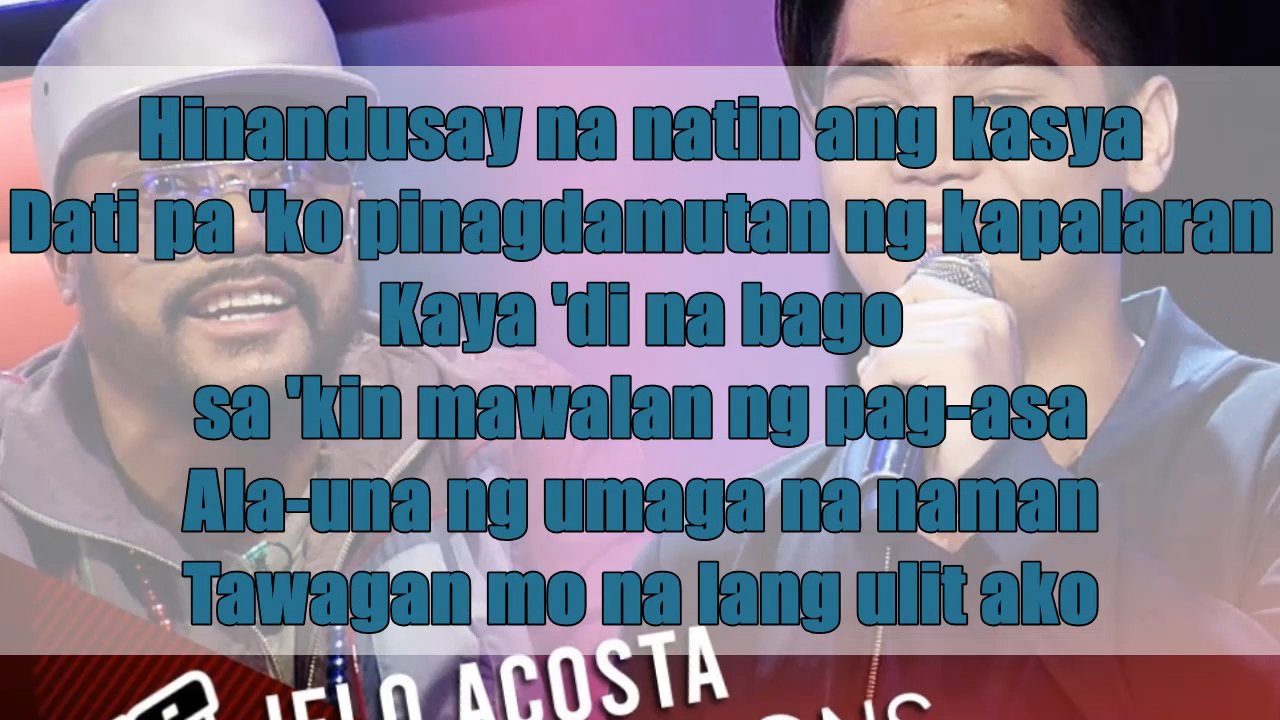 Hinandusay na natin ang kasya
Dati pa 'ko pinagdamutan ng kapalaran
Kaya 'di na bago
sa 'kin mawalan ng pag-asa
Ala-una ng umaga na naman
Tawagan mo na lang ulit ako
JELO ACOSTA